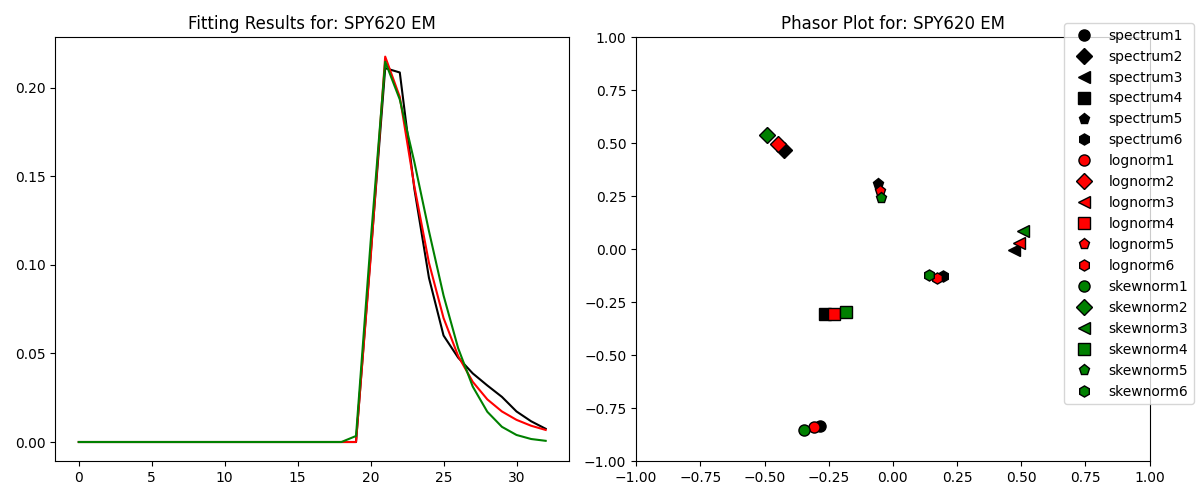 Fitting Results for: SPY620 EM
0.20
0.15
0.10
0.05
0.00
0
5
10
15
20
25
30
Phasor Plot for: SPY620 EM
1.00
0.75
0.50
0.25
0.00
−0.25
−0.50
−0.75
−1.00
−1.00
−0.75
−0.50
−0.25
0.00
0.25
0.50
0.75
1.00
spectrum1
spectrum2
spectrum3
spectrum4
spectrum5
spectrum6
lognorm1
lognorm2
lognorm3
lognorm4
lognorm5
lognorm6
skewnorm1
skewnorm2
skewnorm3
skewnorm4
skewnorm5
skewnorm6